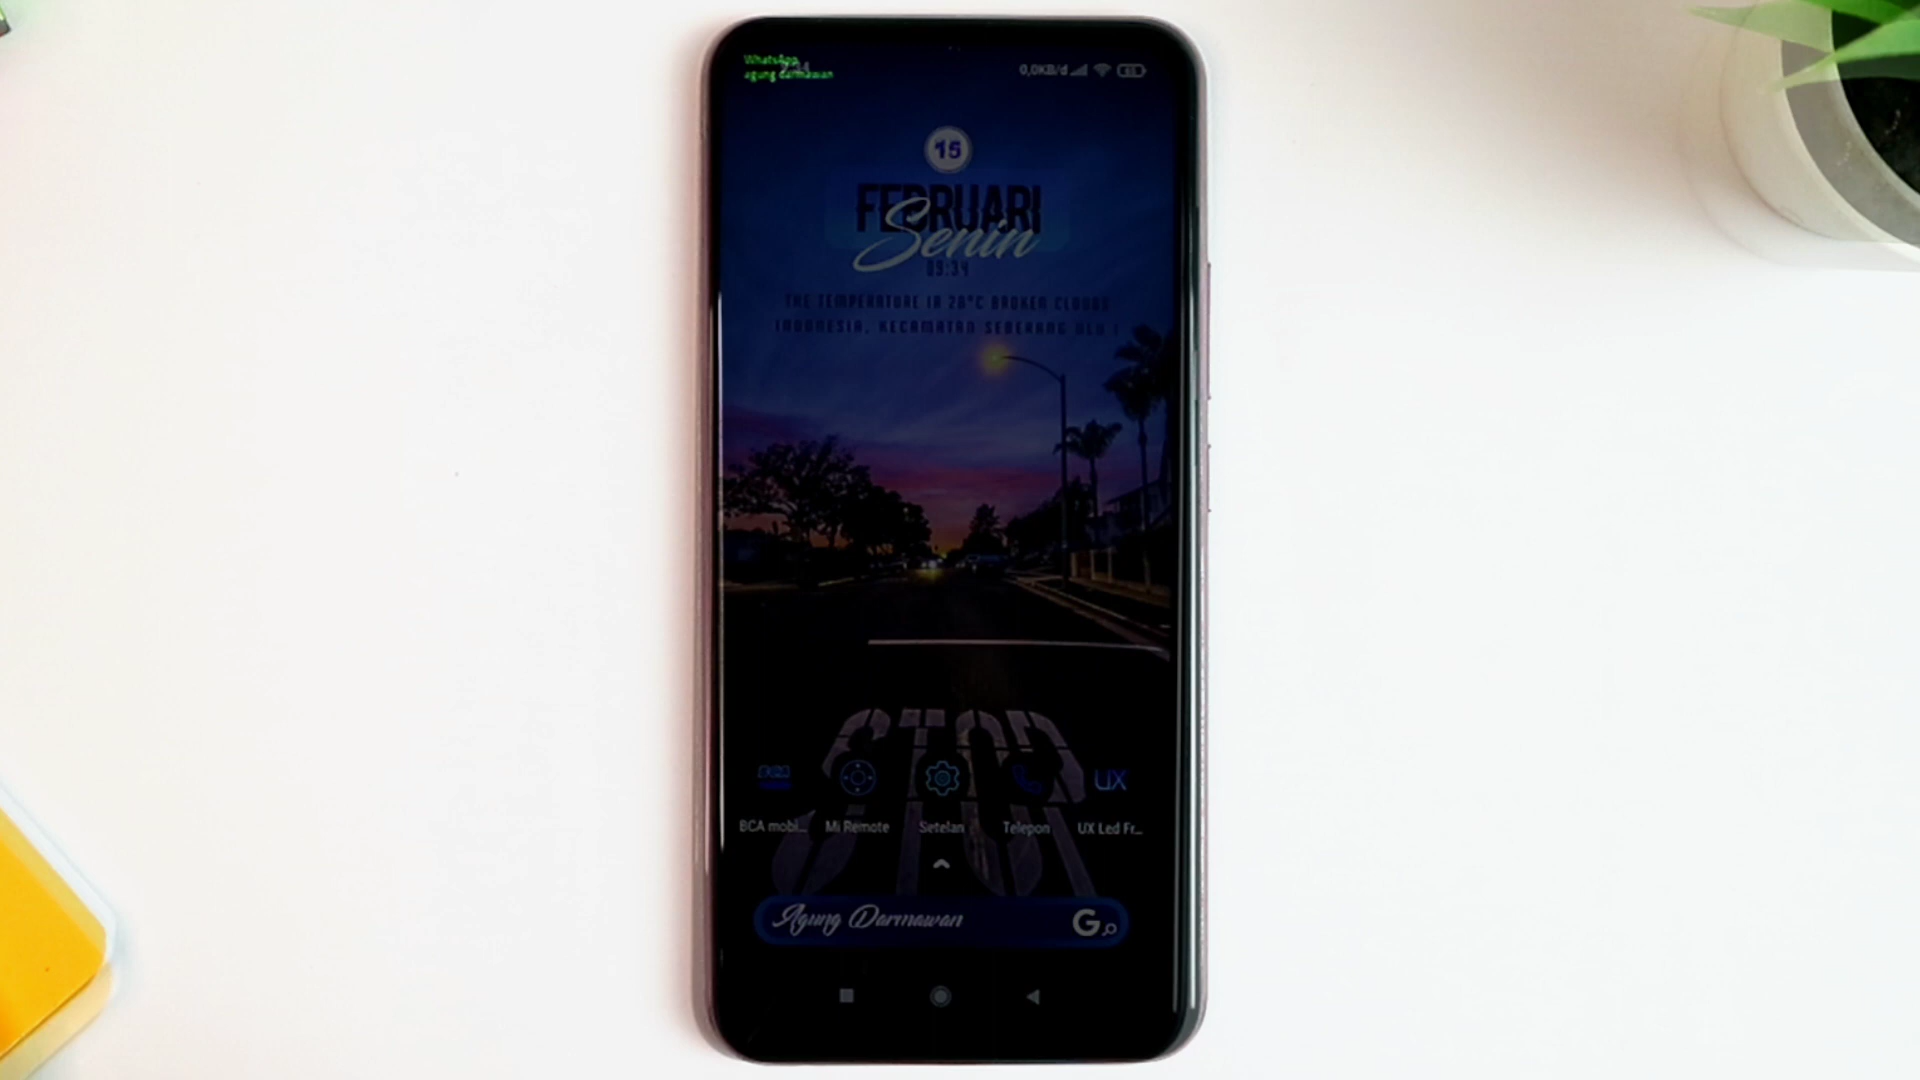 WhatsApp
agung darmawan
0,0KB/d
15
FEBRUARI
Senin
09:34
THE TEMPERATURE IS 28°C BROKEN CLOUDS
INDONESIA, KECAMATAN SEBERANG ULU I
STOP
BCA
UX
BCA mobi...
Mi Remote
Setelan
Telepon
UX Led Fr...
Agung Darmawan
G